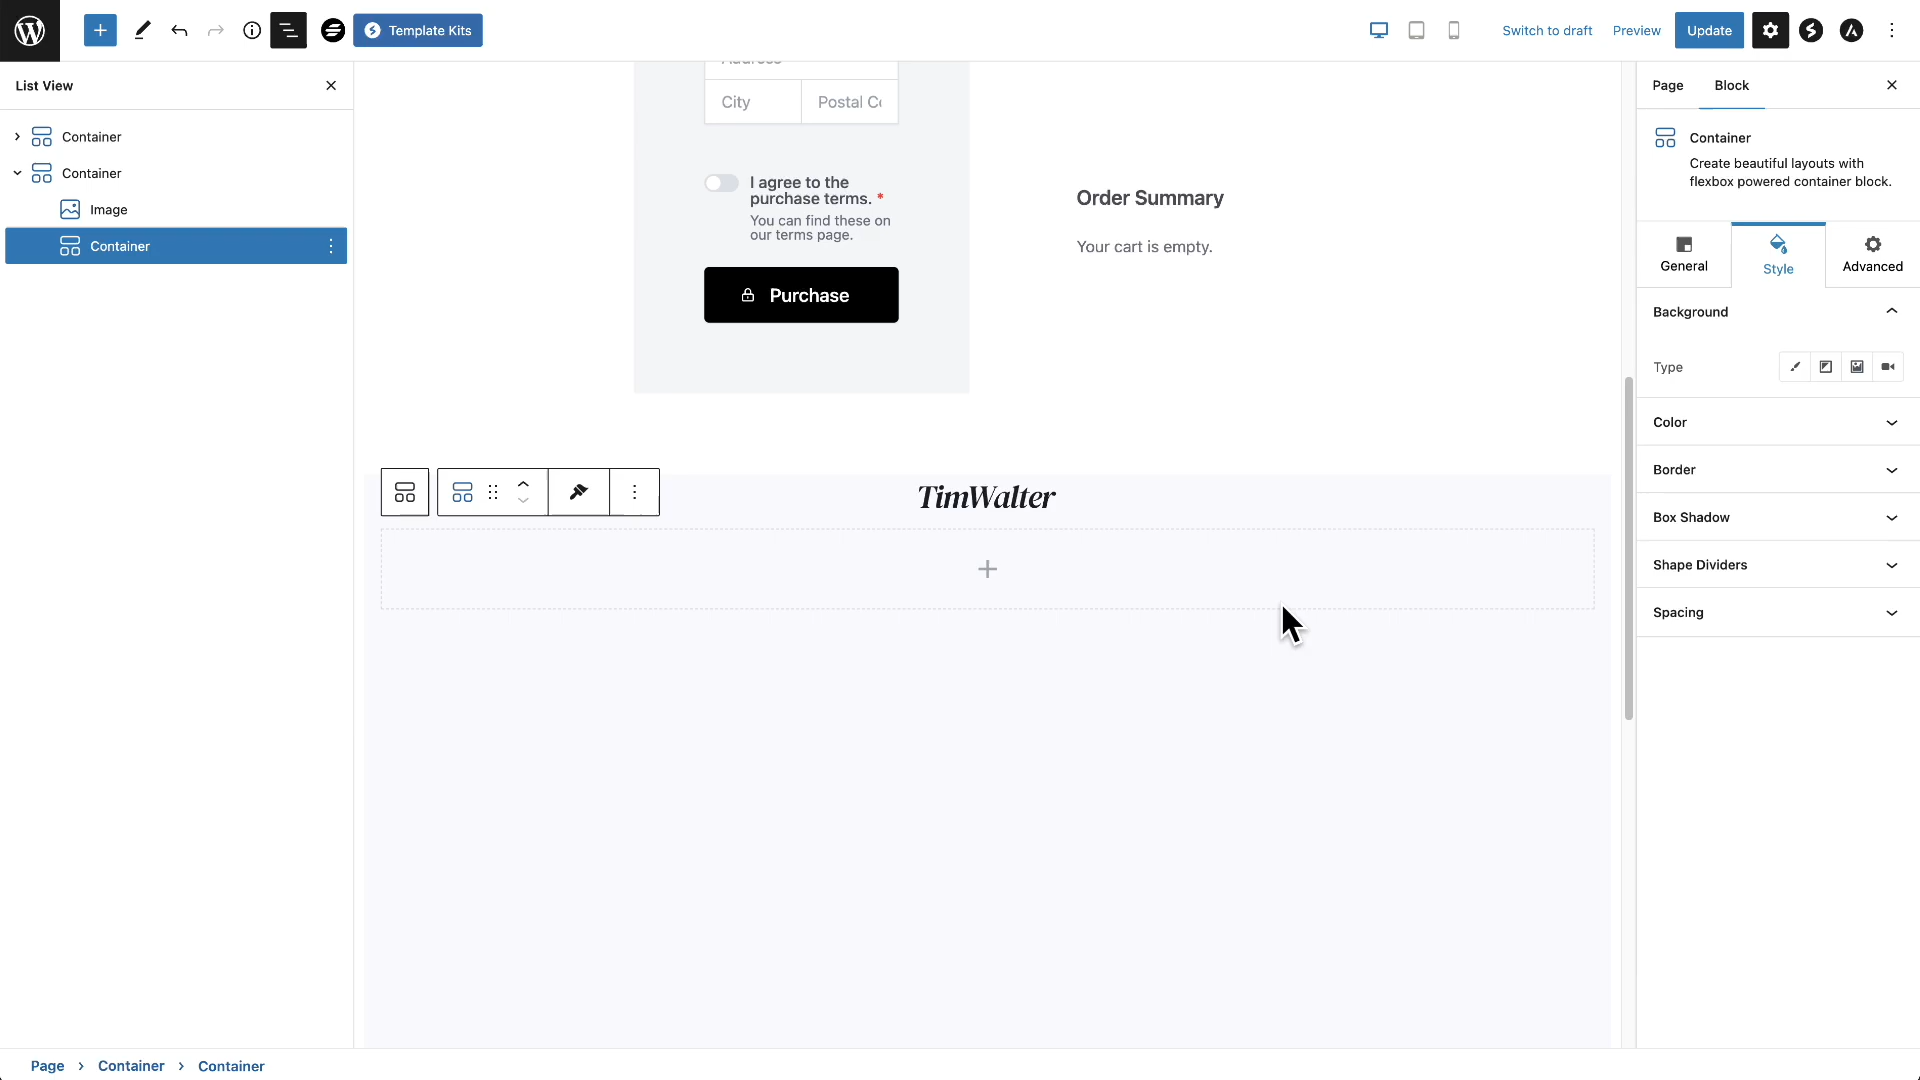 Template Kits
Switch to draft
Preview
Update
List View
Container
Container
Image
Container
City
Postal Co
I agree to the
purchase terms. *
You can find these on
our terms page.
Purchase
Order Summary
Your cart is empty.
TimWalter
Page
Block
Container
Create beautiful layouts with
flexbox powered container block.
General
Style
Advanced
Background
Type
Color
Border
Box Shadow
Shape Dividers
Spacing
Page > Container > Container